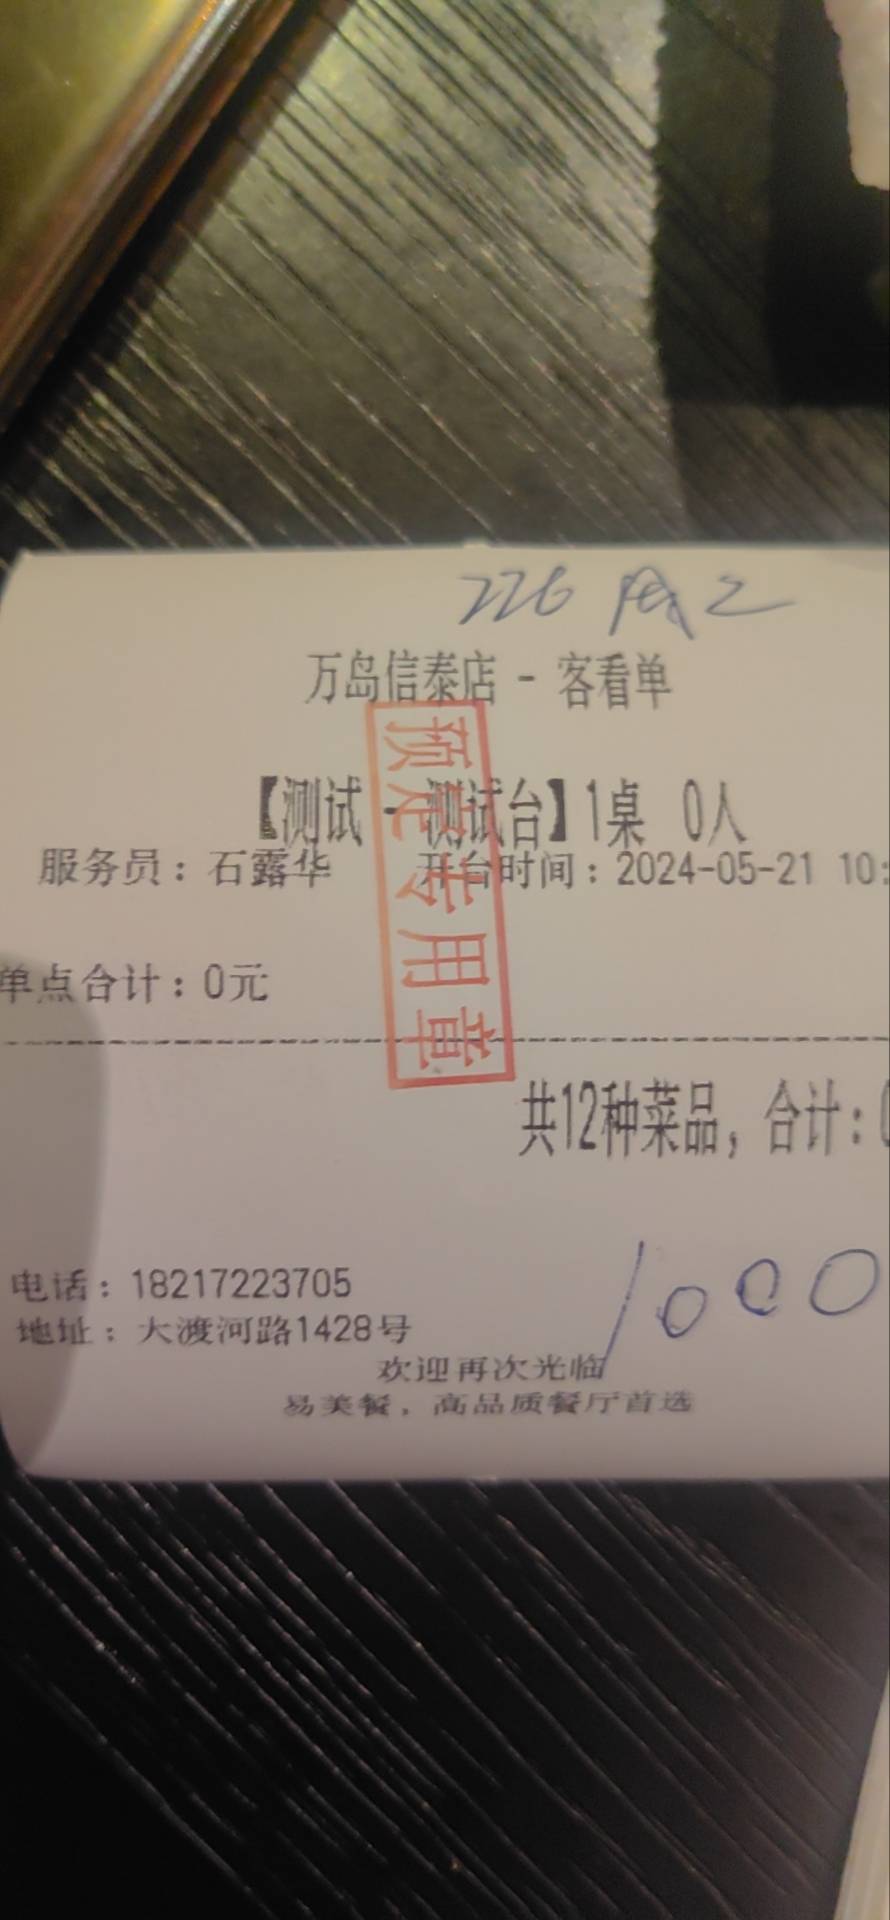 226 周2
万岛信泰店 - 客看单
【测试 - 测试台】1桌 0人
服务员：石露华 开台时间：2024-05-21 10:
预定专用章
单点合计：0元
共12种菜品，合计：0
1000
电话：18217223705
地址：大渡河路1428号
欢迎再次光临
易美餐，高品质餐厅首选